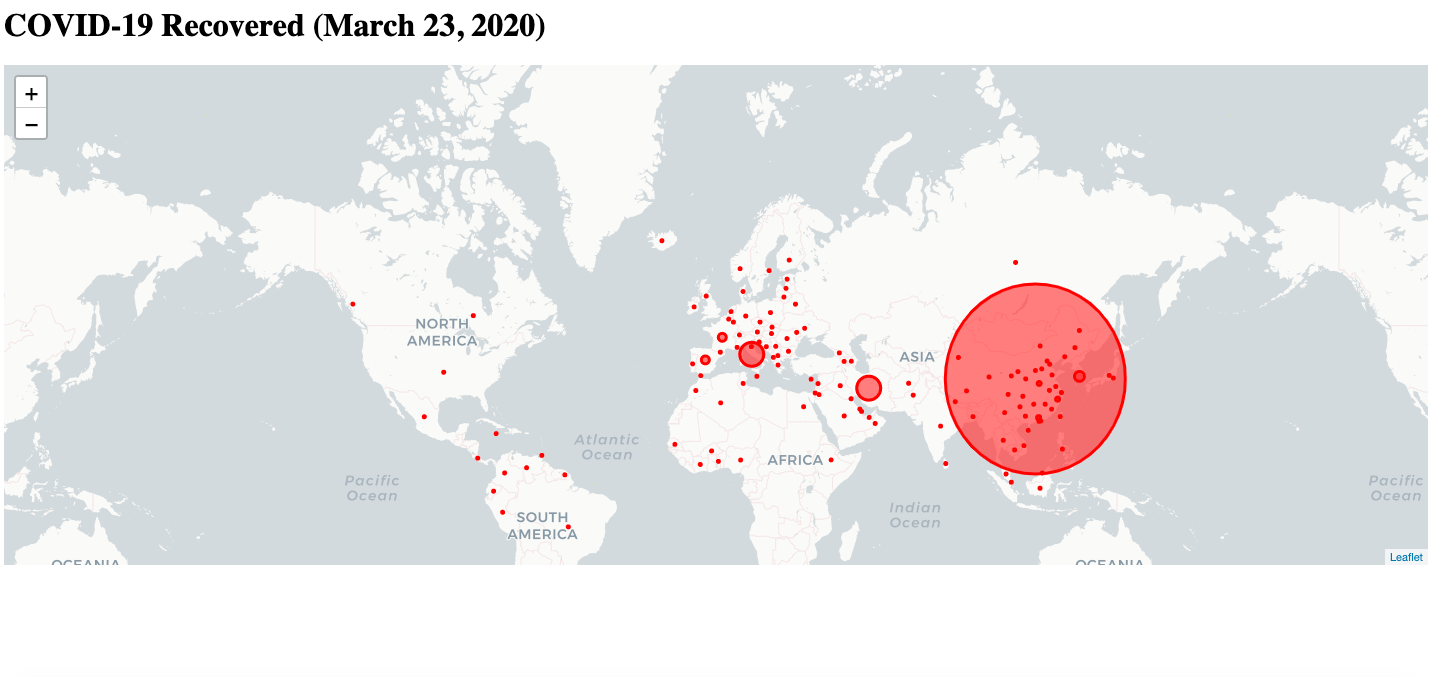 COVID-19 Recovered (March 23, 2020)
+
−
NORTH
AMERICA
ASIA
Atlantic
Ocean
AFRICA
Pacific
Ocean
Pacific
Ocean
Indian
Ocean
SOUTH
AMERICA
OCEANIA
OCEANIA
Leaflet